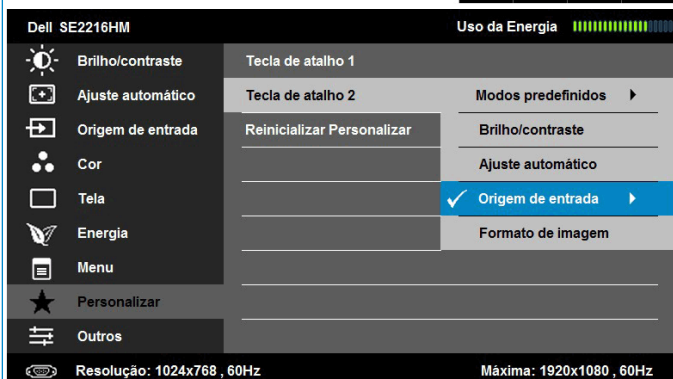 Dell SE2216HM Uso da Energia
Brilho/contraste Tecla de atalho 1
Ajuste automático Tecla de atalho 2 Modos predefinidos
Origem de entrada Reinicializar Personalizar Brilho/contraste
Cor Ajuste automático
Tela Origem de entrada
Energia Formato de imagem
Menu
Personalizar
Outros
Resolução: 1024x768 , 60Hz Máxima: 1920x1080 , 60Hz